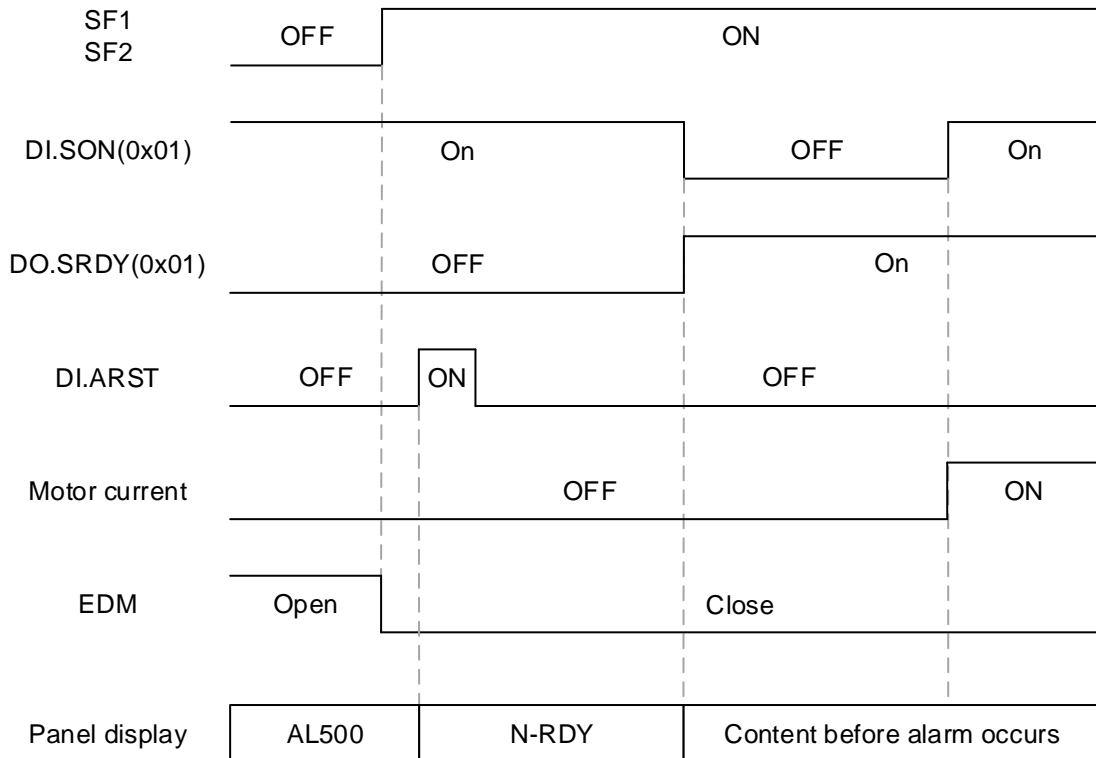 SF1
SF2
OFF
ON
DI.SON(0x01)
On
OFF
On
DO.SRDY(0x01)
OFF
On
DI.ARST
OFF
ON
OFF
Motor current
OFF
ON
EDM
Open
Close
Panel display
AL500
N-RDY
Content before alarm occurs